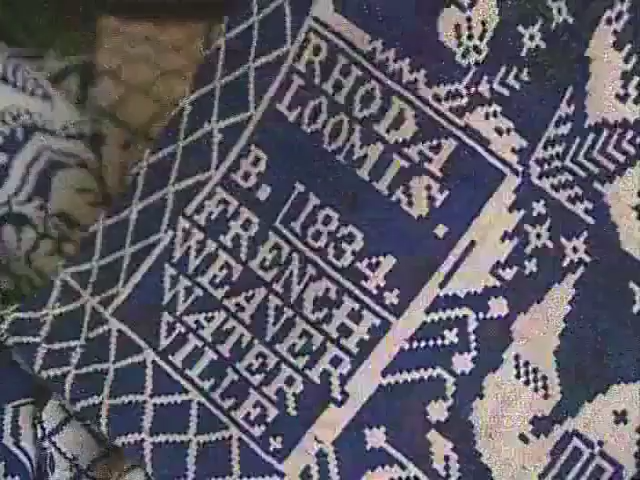 RHODA
LOOMIS.
B. 1834.
FRENCH
WEAVER
WATER
VILLE.